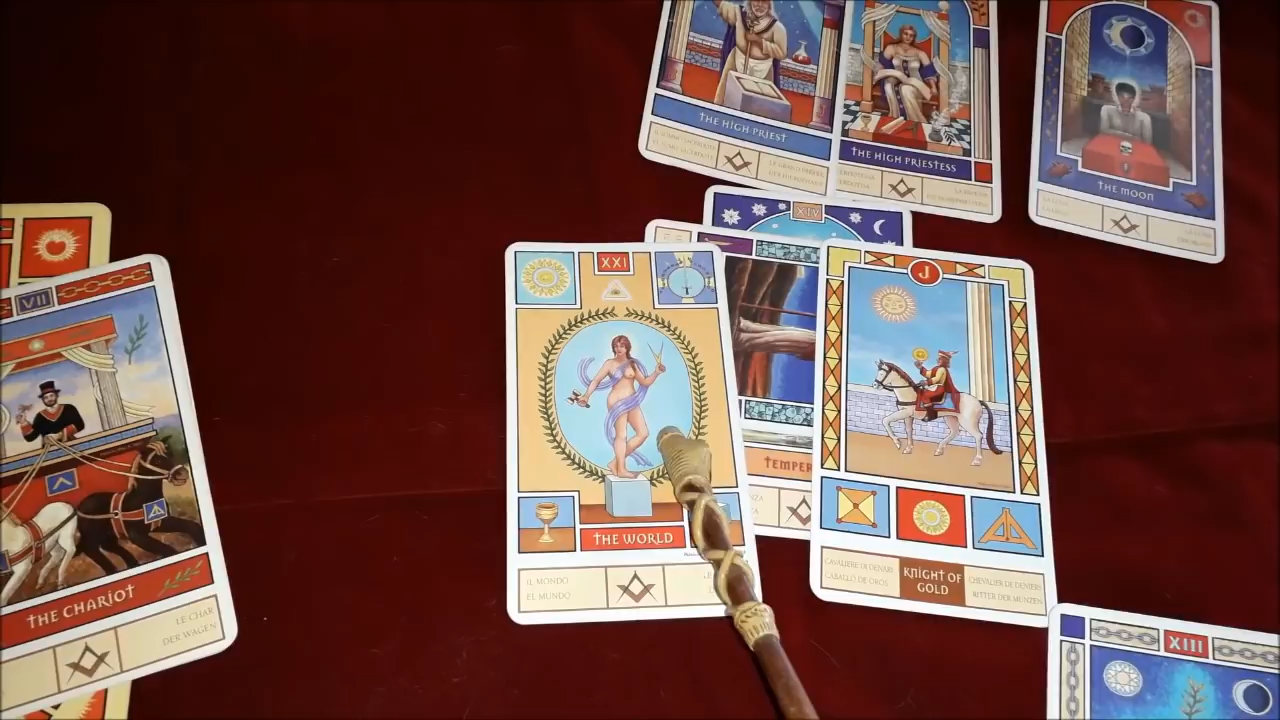 THE HIGH PRIEST
THE HIGH PRIESTESS
THE MOON
XIV
TEMPER
VII
THE CHARIOT
LE CHAR
DER WAGEN
XXI
THE WORLD
IL MONDO
EL MUNDO
J
CAVALIERE DI DENARI
CABALLO DE OROS
KNIGHT OF
GOLD
CHEVALIER DE DENIERS
RITTER DER MÜNZEN
XIII